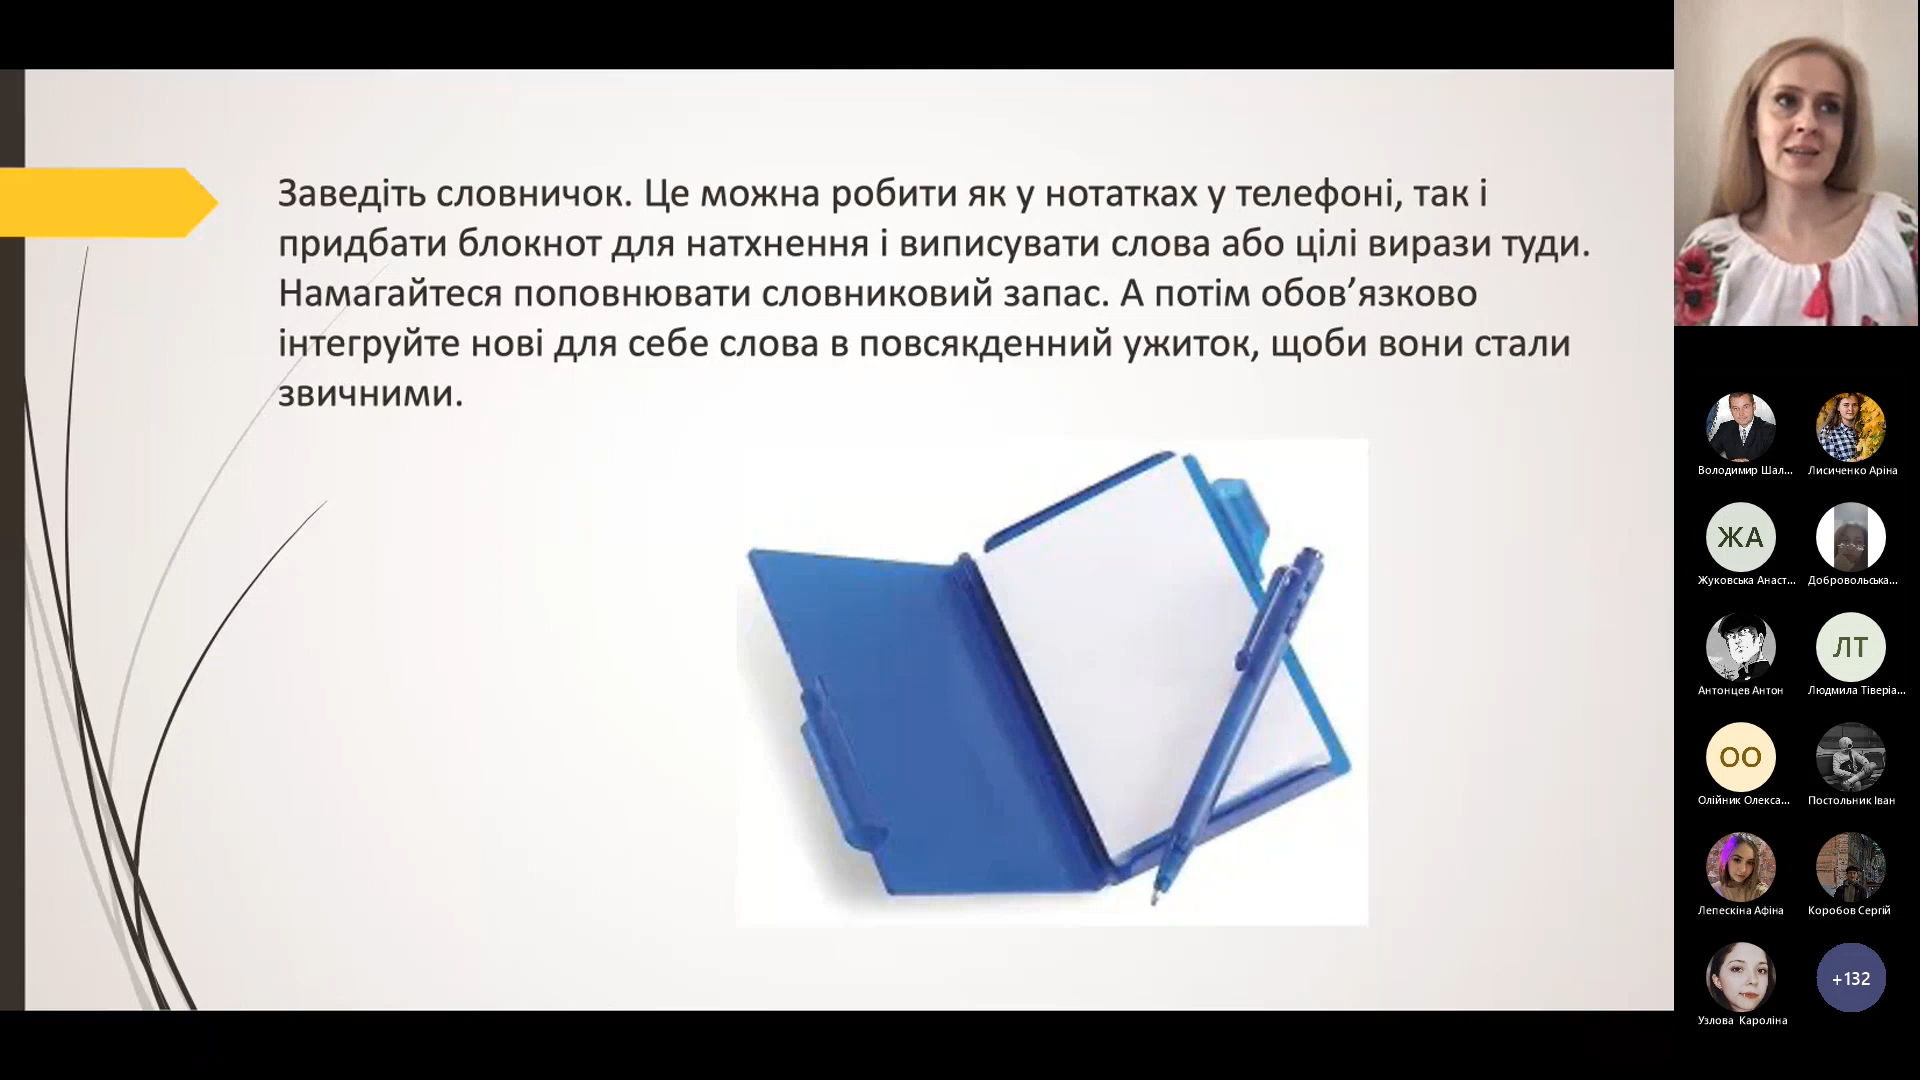 Заведіть словничок. Це можна робити як у нотатках у телефоні, так і
придбати блокнот для натхнення і виписувати слова або цілі вирази туди.
Намагайтеся поповнювати словниковий запас. А потім обов’язково
інтегруйте нові для себе слова в повсякденний ужиток, щоби вони стали
звичними.
Володимир Шал...
Лисиченко Аріна
ЖА
Жуковська Анаст...
Добровольська...
Антонцев Антон
ЛТ
Людмила Тіверіа...
ОО
Олійник Олекса...
Постольник Іван
Лепескіна Афіна
Коробов Сергій
Узлова Кароліна
+132